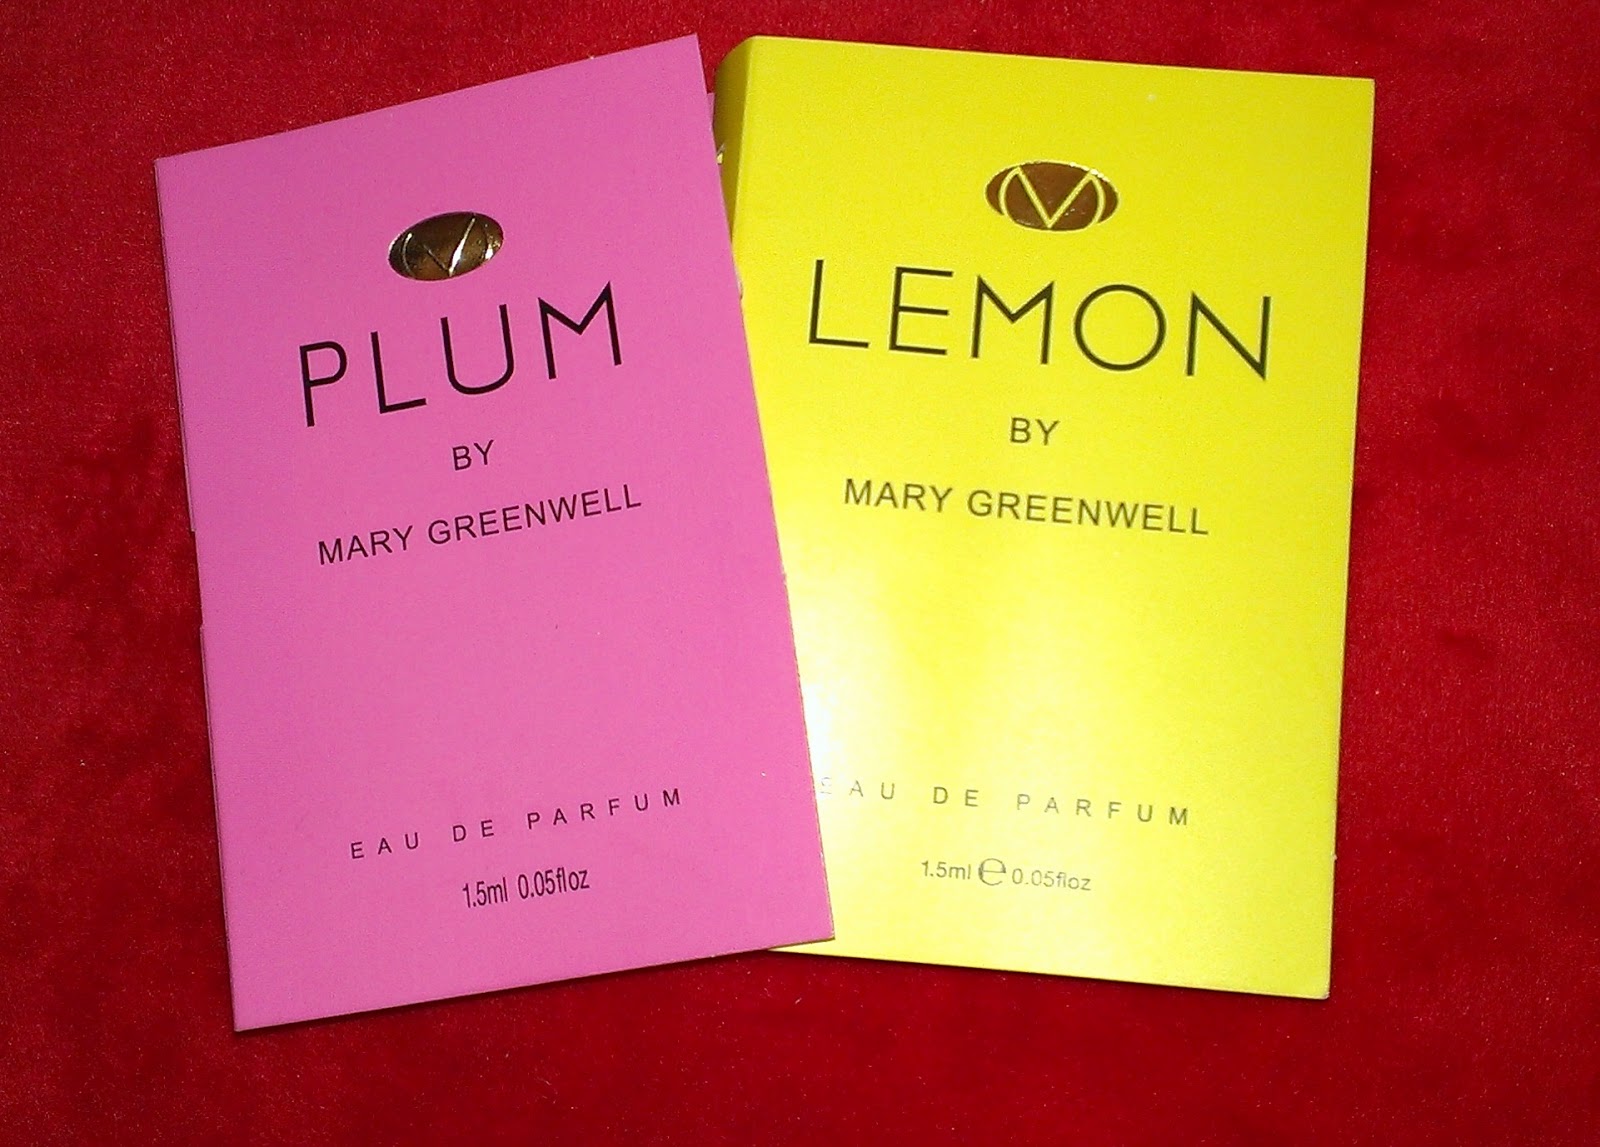 PLUM
BY
MARY GREENWELL
EAU DE PARFUM
1.5ml 0.05floz
LEMON
BY
MARY GREENWELL
EAU DE PARFUM
1.5ml ℮ 0.05floz